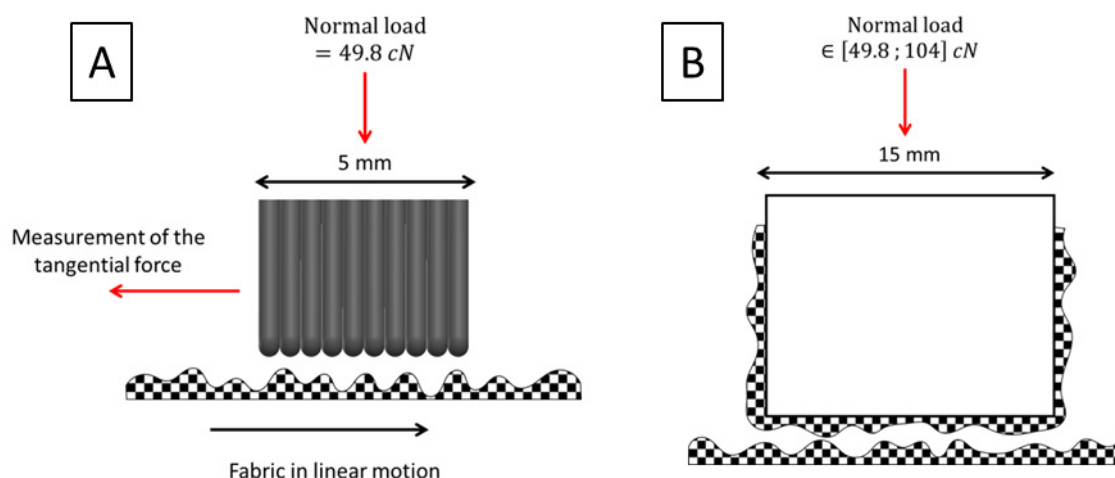 A
Normal load
= 49.8 cN
5 mm
Measurement of the
tangential force
Fabric in linear motion
B
Normal load
∈ [49.8 ; 104] cN
15 mm